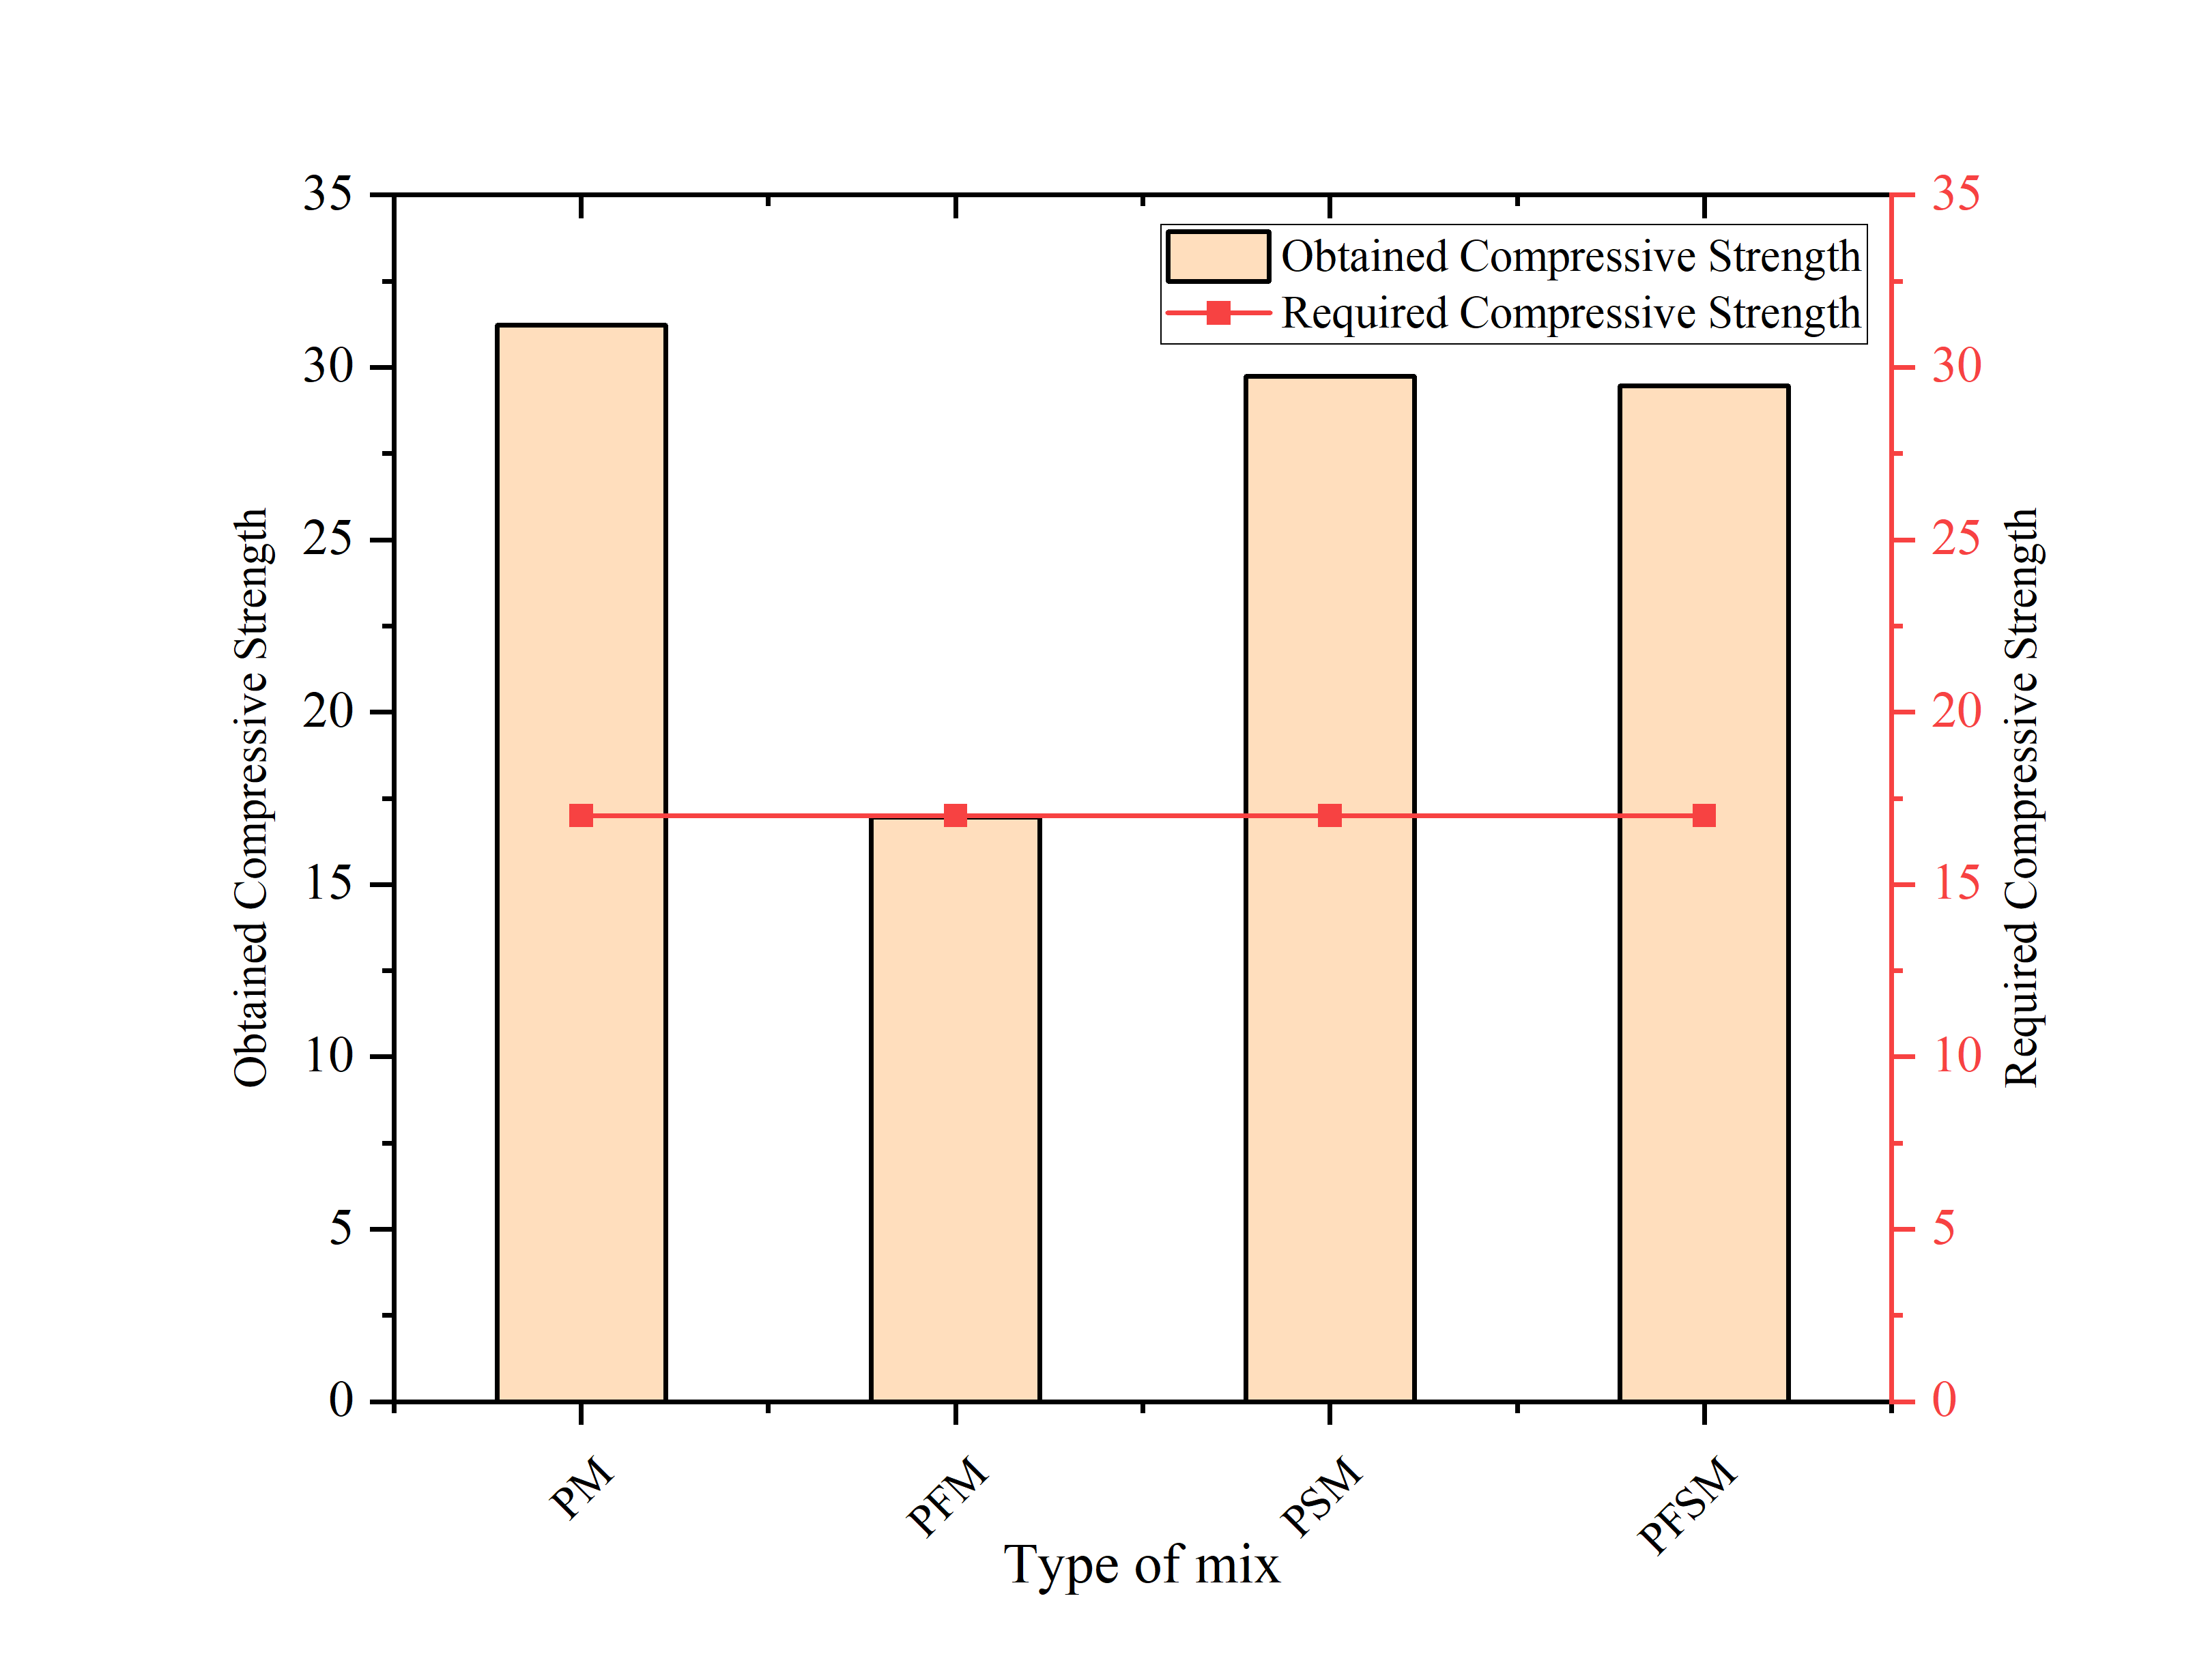 Obtained Compressive Strength
Required Compressive Strength
35
30
25
20
15
10
5
0
Obtained Compressive Strength
35
30
25
20
15
10
5
0
Required Compressive Strength
PM
PFM
PSM
PFSM
Type of mix